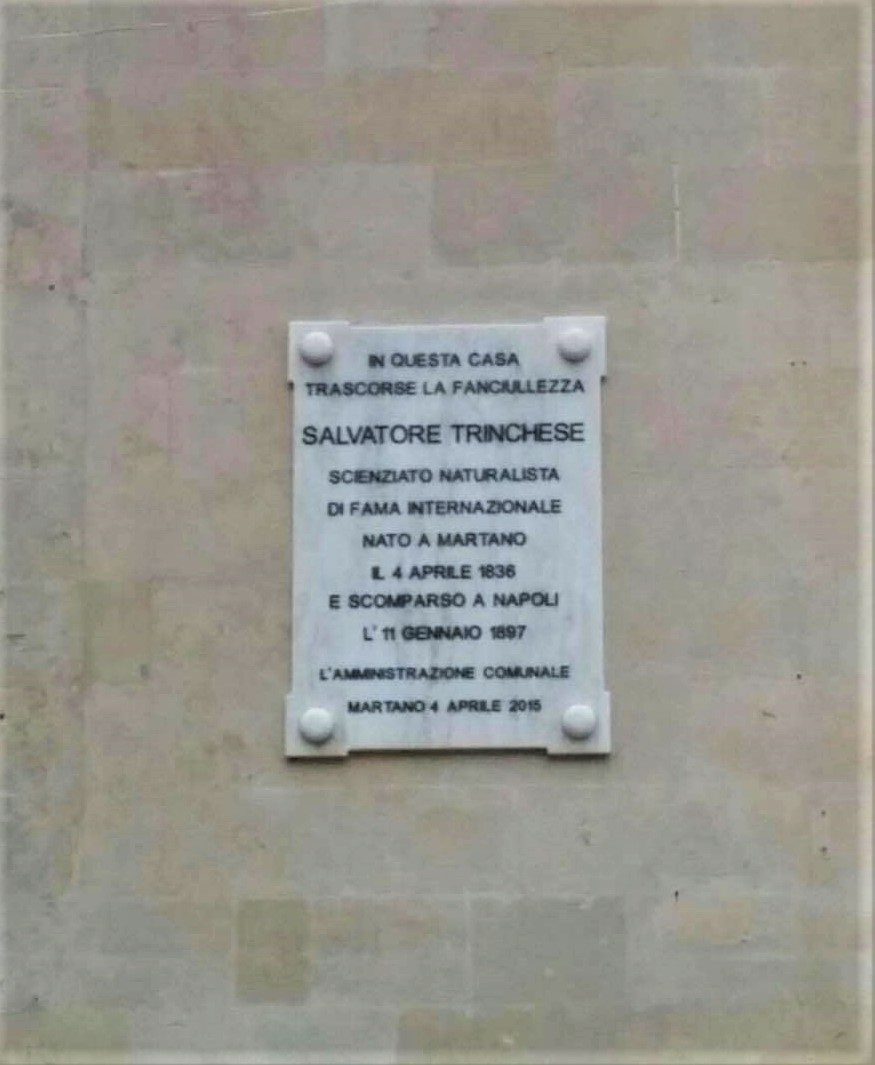 IN QUESTA CASA
TRASCORSE LA FANCIULLEZZA
SALVATORE TRINCHESE
SCIENZIATO NATURALISTA
DI FAMA INTERNAZIONALE
NATO A MARTANO
IL 4 APRILE 1836
E SCOMPARSO A NAPOLI
L' 11 GENNAIO 1897
L'AMMINISTRAZIONE COMUNALE
MARTANO 4 APRILE 2015